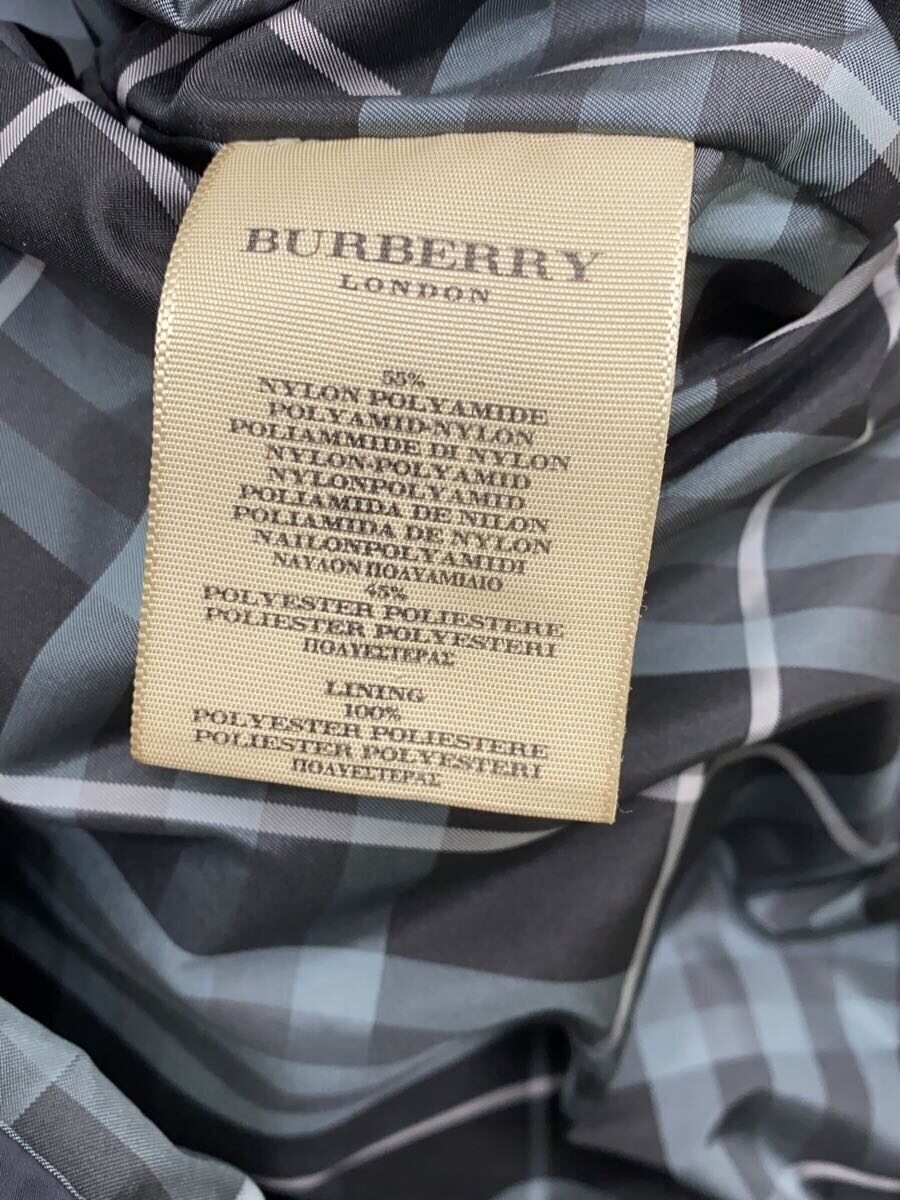 BURBERRY
LONDON
55%
NYLON POLYAMIDE
POLYAMID-NYLON
POLIAMMIDE DI NYLON
NYLON-POLYAMID
NYLONPOLYAMID
POLIAMIDA DE NILON
POLIAMIDA DE NYLON
NAILONPOLYAMIDI
ΝΑΥΛΟΝ ΠΟΛΥΑΜΙΔΙΟ
45%
POLYESTER POLIESTERE
POLIESTER POLYESTERI
ΠΟΛΥΕΣΤΕΡΑΣ
LINING
100%
POLYESTER POLIESTERE
POLIESTER POLYESTERI
ΠΟΛΥΕΣΤΕΡΑΣ